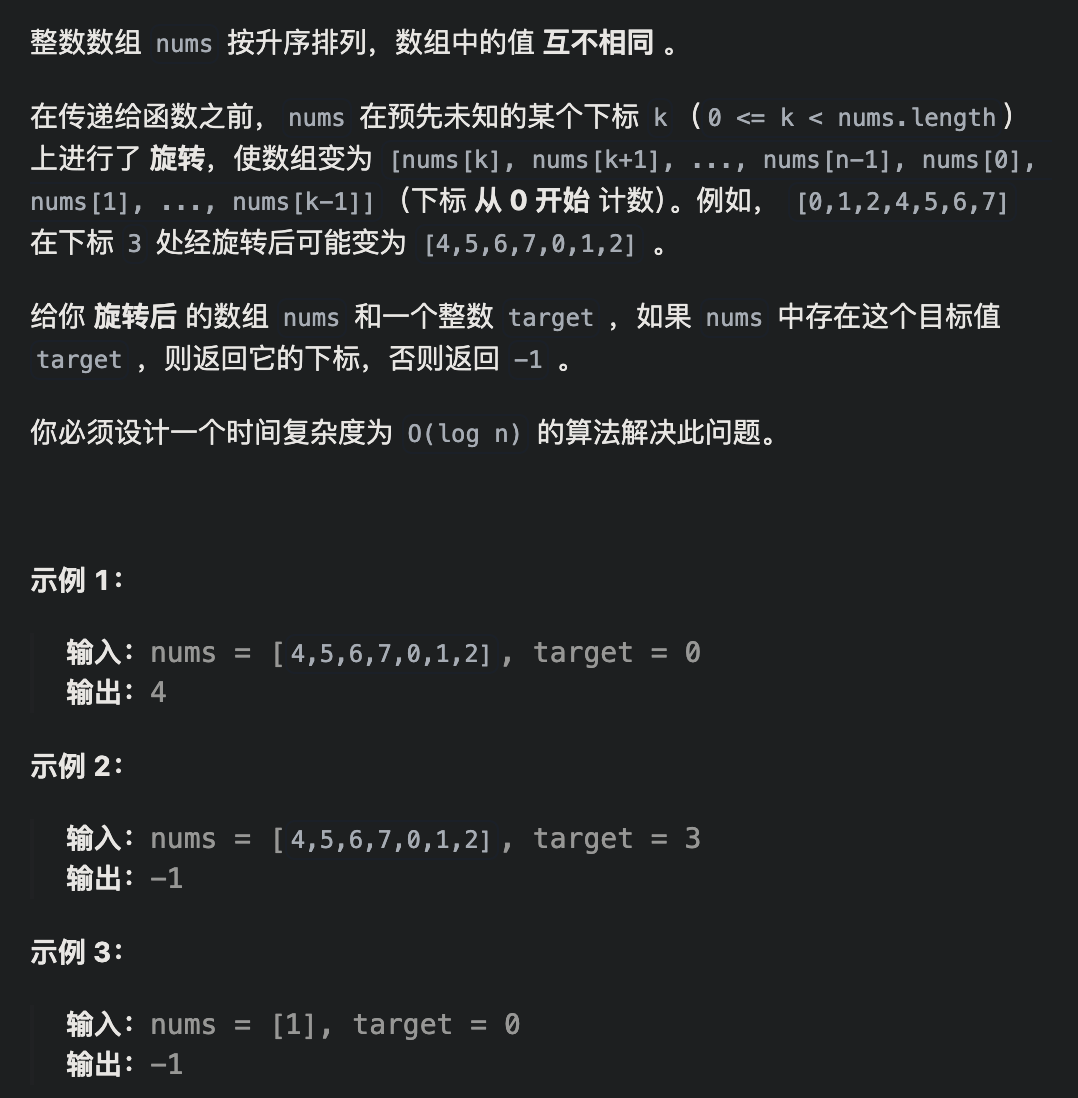 整数数组 nums 按升序排列，数组中的值 互不相同 。
在传递给函数之前， nums 在预先未知的某个下标 k （ 0 <= k < nums.length ）
上进行了 旋转，使数组变为 [nums[k], nums[k+1], ..., nums[n-1], nums[0],
nums[1], ..., nums[k-1]] （下标 从 0 开始 计数）。例如， [0,1,2,4,5,6,7]
在下标 3 处经旋转后可能变为 [4,5,6,7,0,1,2] 。
给你 旋转后 的数组 nums 和一个整数 target ，如果 nums 中存在这个目标值
target ，则返回它的下标，否则返回 -1 。
你必须设计一个时间复杂度为 O(log n) 的算法解决此问题。
示例 1：
输入：nums = [4,5,6,7,0,1,2], target = 0
输出：4
示例 2：
输入：nums = [4,5,6,7,0,1,2], target = 3
输出：-1
示例 3：
输入：nums = [1], target = 0
输出：-1